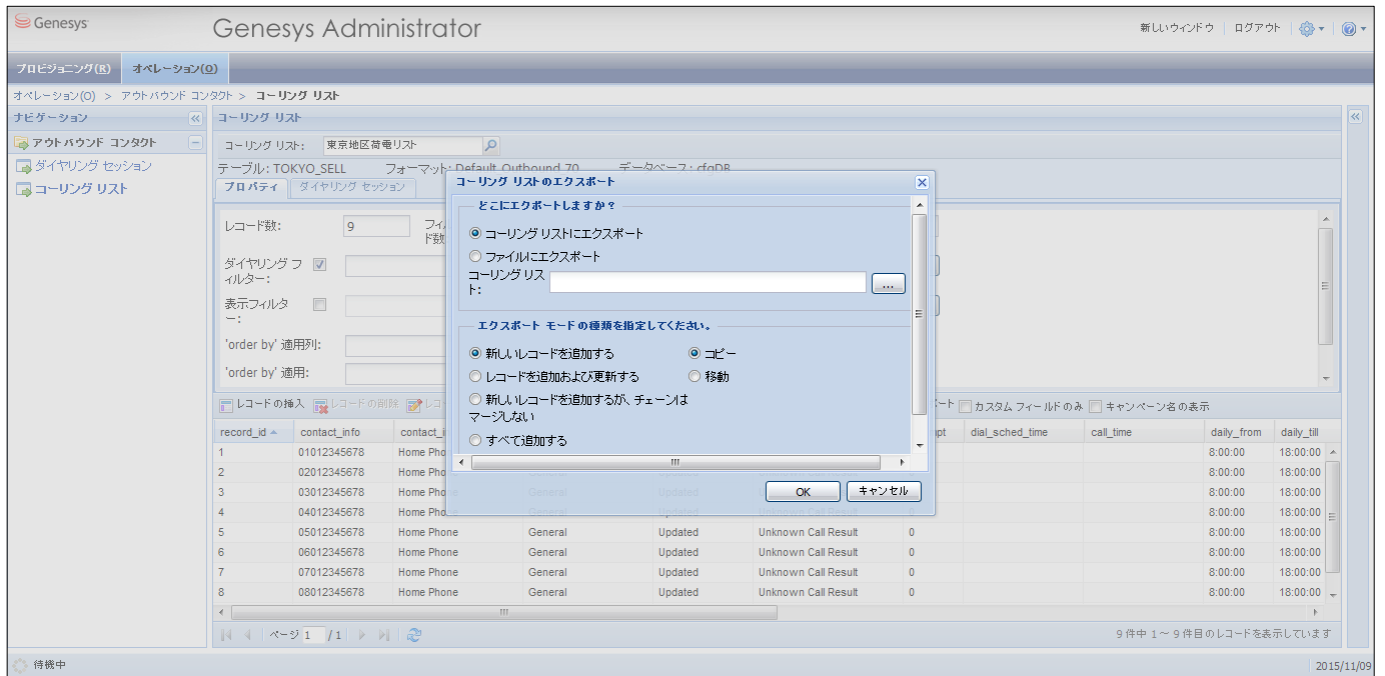 Genesys
Genesys Administrator
新しいウィンドウ ログアウト
プロビジョニング(R) オペレーション(O)
オペレーション(O) > アウトバウンド コンタクト > コーリング リスト
ナビゲーション
コーリング リスト
アウトバウンド コンタクト
ダイヤリング セッション
コーリング リスト
コーリング リスト: 東京地区荷電リスト
テーブル: TOKYO_SELL フォーマット: Default_Outbound_70 データベース: cfgDB
プロパティ ダイヤリング セッション
レコード数: 9
ダイヤリング フィルター:
表示フィルター:
'order by' 適用列:
'order by' 適用:
コーリング リストのエクスポート
どこにエクポートしますか?
コーリング リストにエクスポート
ファイルにエクスポート
コーリング リスト:
...
エクスポート モードの種類を指定してください。
新しいレコードを追加する コピー
レコードを追加および更新する 移動
新しいレコードを追加するが、チェーンは
マージしない
すべて追加する
OK キャンセル
レコードの挿入 レコードの削除 カスタム フィールドのみ キャンペーン名の表示
record_id contact_info dial_sched_time call_time daily_from daily_till
1 01012345678 Home Pho 8:00:00 18:00:00
2 02012345678 Home Pho 8:00:00 18:00:00
3 03012345678 Home Pho General Updated 8:00:00 18:00:00
4 04012345678 Home Pho General Updated 8:00:00 18:00:00
5 05012345678 Home Phone General Updated Unknown Call Result 0 8:00:00 18:00:00
6 06012345678 Home Phone General Updated Unknown Call Result 0 8:00:00 18:00:00
7 07012345678 Home Phone General Updated Unknown Call Result 0 8:00:00 18:00:00
8 08012345678 Home Phone General Updated Unknown Call Result 0 8:00:00 18:00:00
ページ 1 / 1
9 件中 1 ~ 9 件目のレコードを表示しています
待機中
2015/11/09